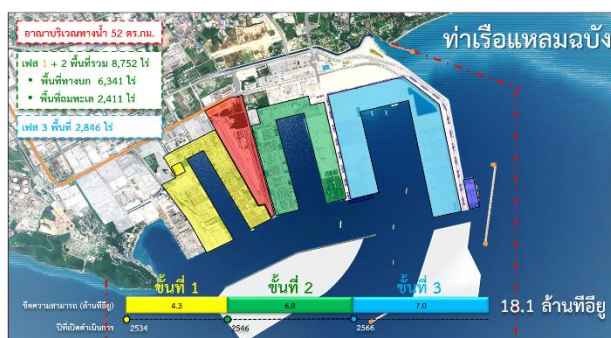 ท่าเรือแหลมฉบัง
อาณาบริเวณทางน้ำ 52 ตร.กม.
เฟส 1 + 2 พื้นที่รวม 8,752 ไร่
• พื้นที่ทางบก 6,341 ไร่
• พื้นที่ถมทะเล 2,411 ไร่
เฟส 3 พื้นที่ 2,846 ไร่
ขั้นที่ 1 ขั้นที่ 2 ขั้นที่ 3
ขีดความสามารถ (ล้านทีอียู) 4.3 6.8 7.0 18.1 ล้านทีอียู
ปีที่เปิดดำเนินการ 2534 2546 2566